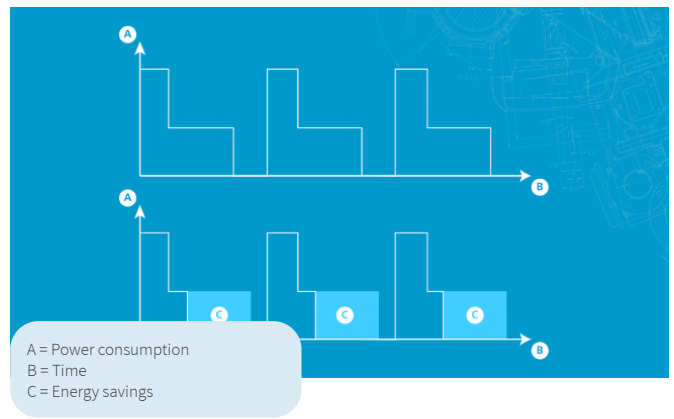 A
B
A
C
C
C
B
A = Power consumption
B = Time
C = Energy savings